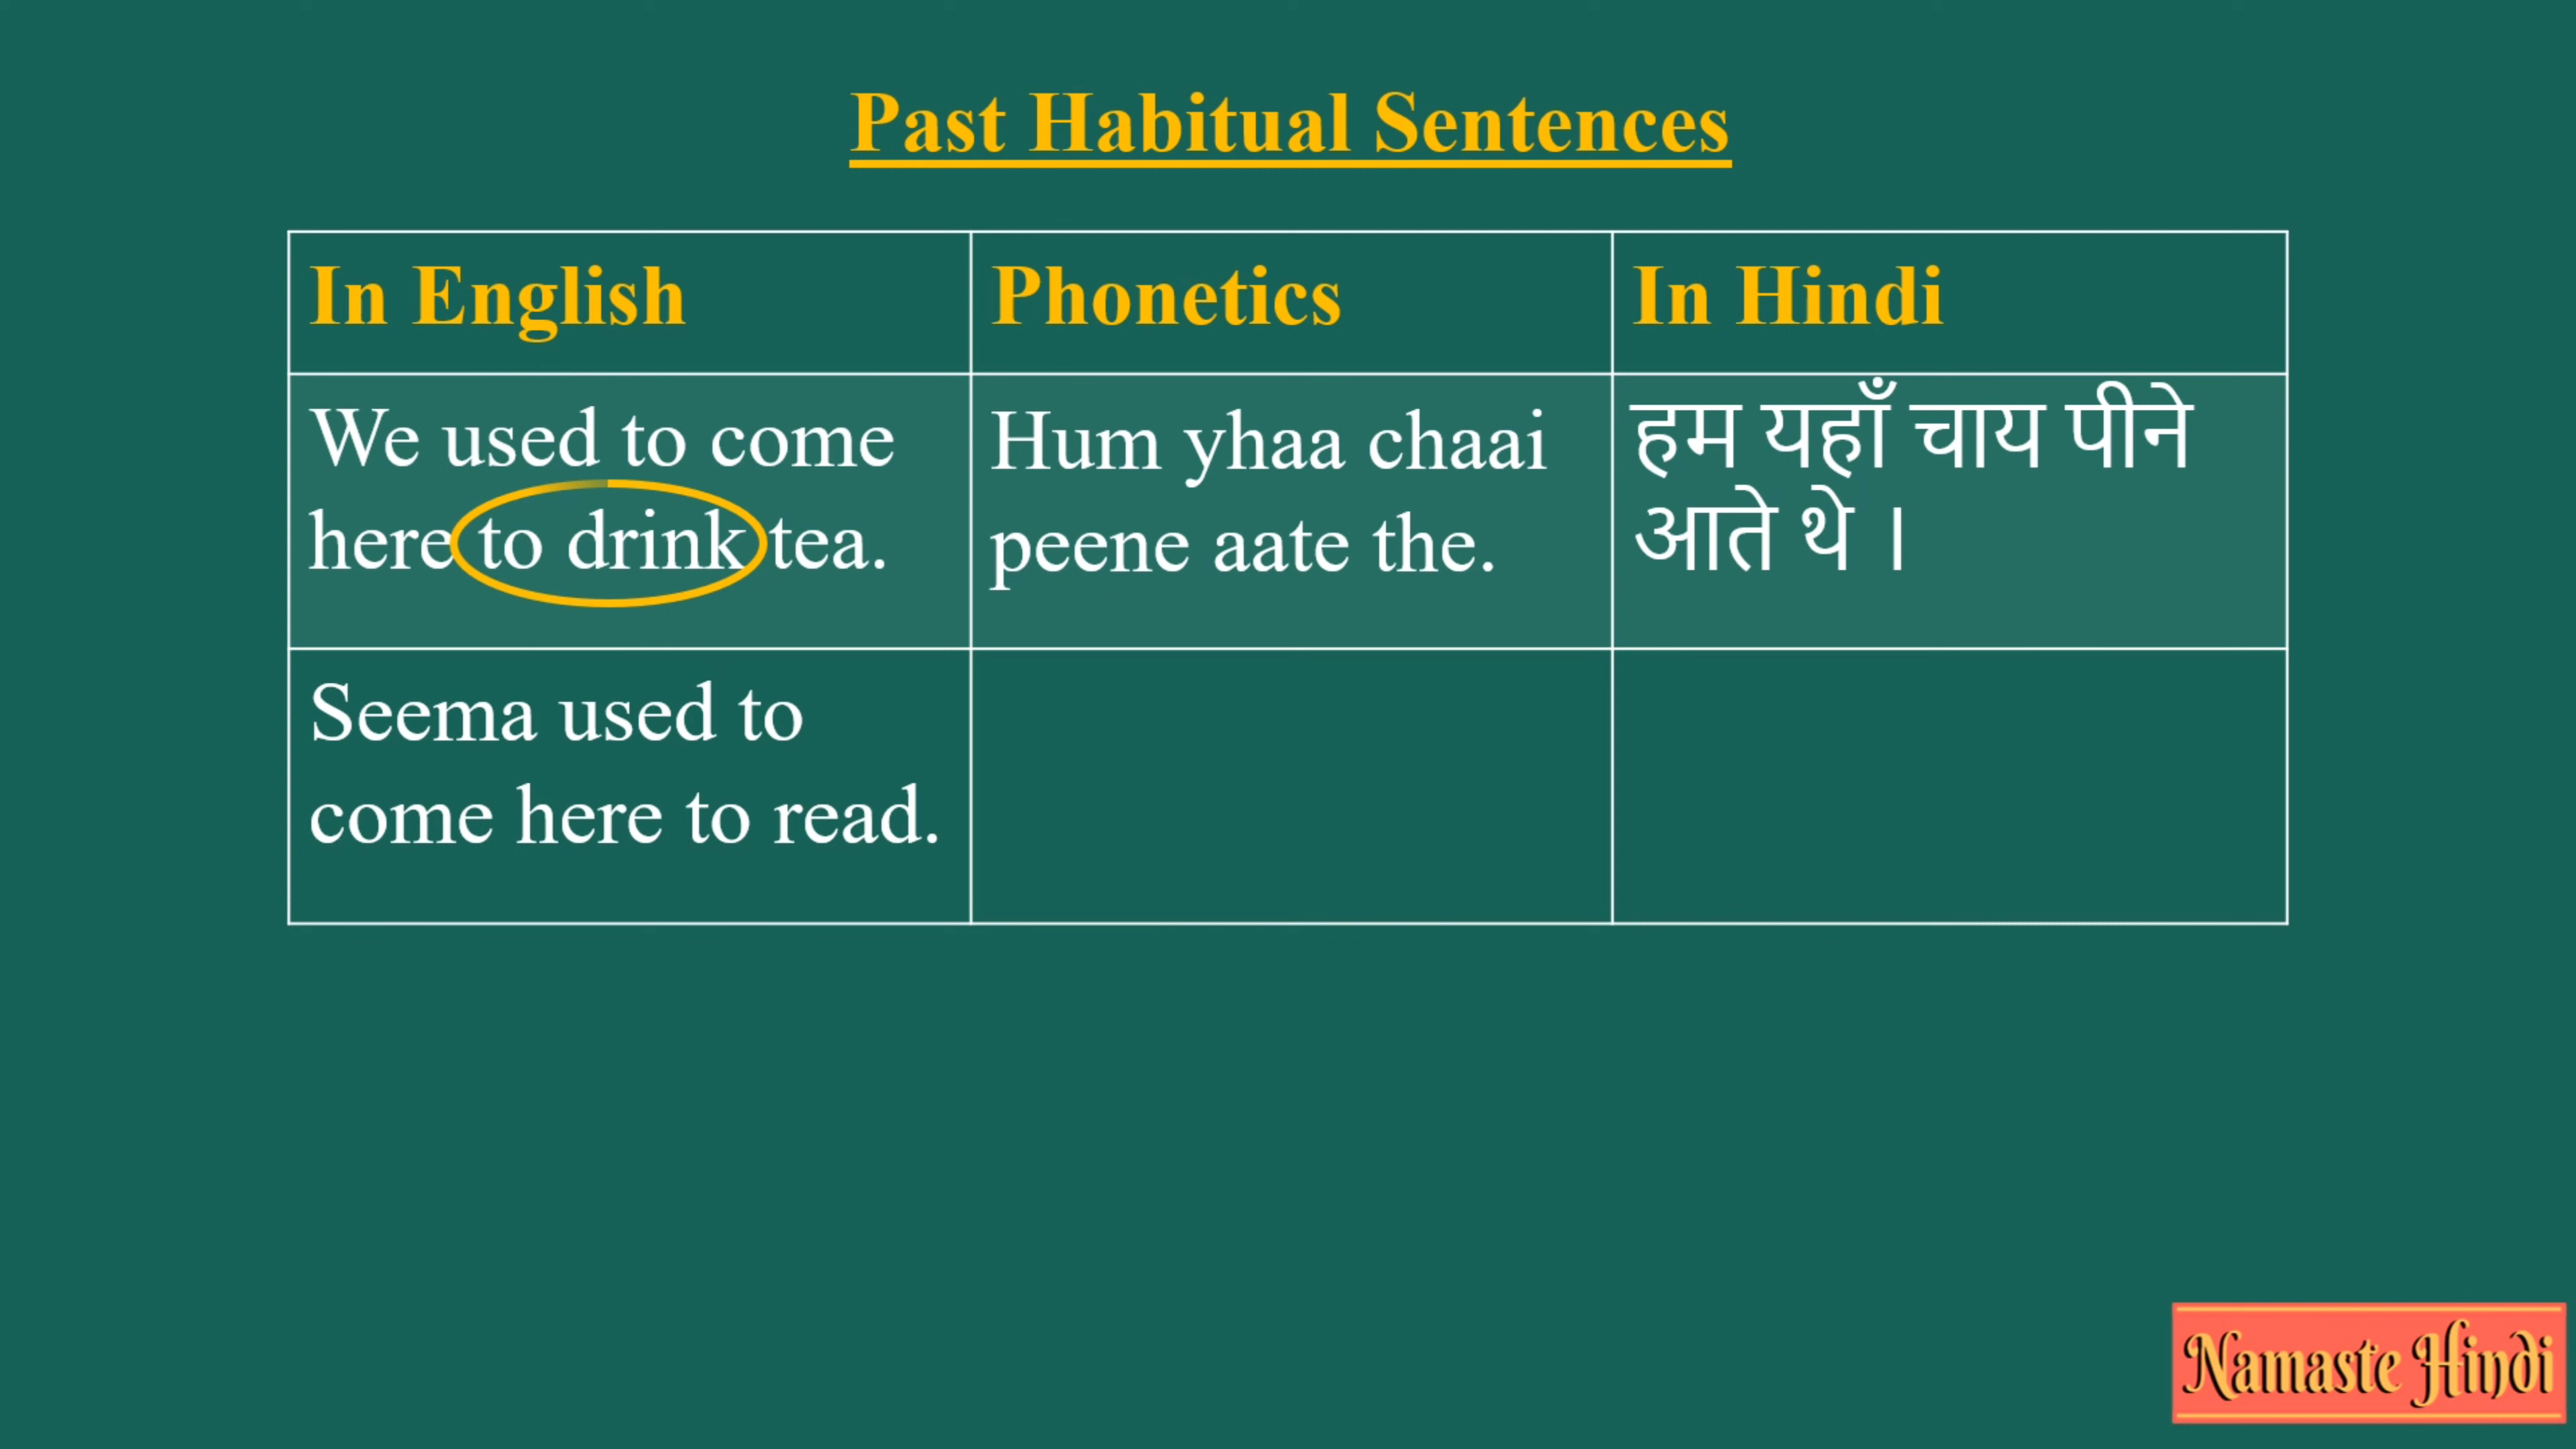 Past Habitual Sentences
In English
Phonetics
In Hindi
We used to come
here to drink tea.
Hum yhaa chaai
peene aate the.
हम यहाँ चाय पीने
आते थे ।
Seema used to
come here to read.
Namaste Hindi